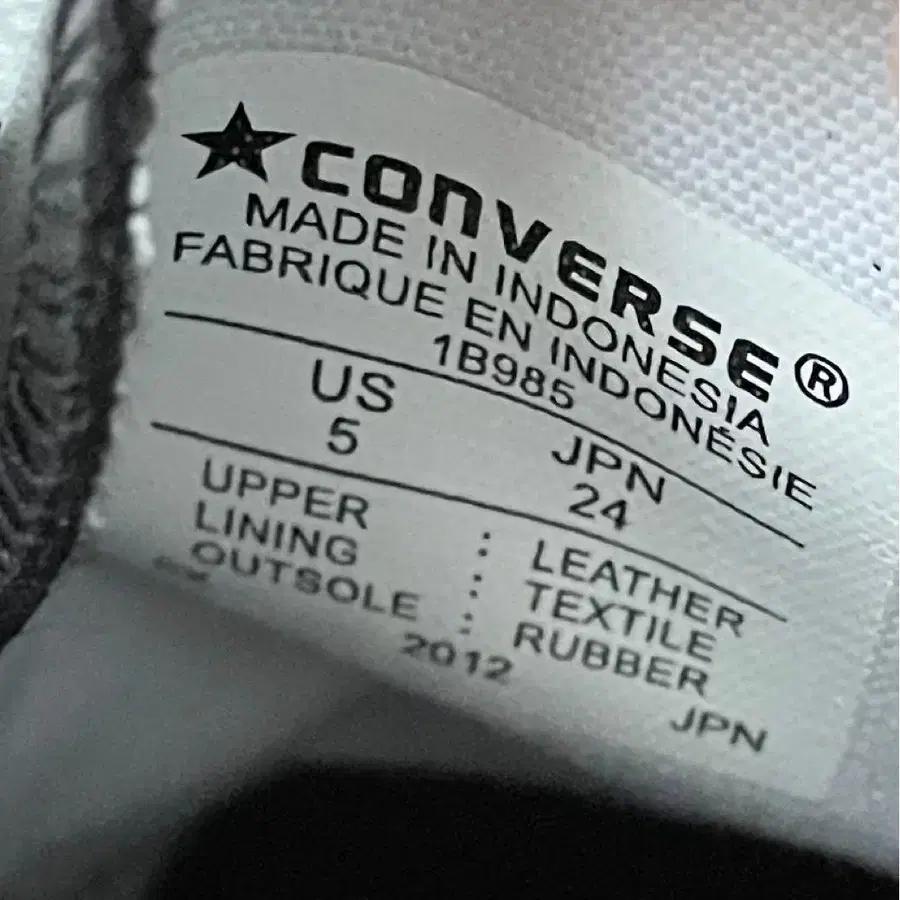 ★CONVERSE®
MADE IN INDONESIA
FABRIQUE EN INDONÉSIE
1B985
US JPN
5 24
UPPER : LEATHER
LINING : TEXTILE
OUTSOLE : RUBBER
2012
JPN